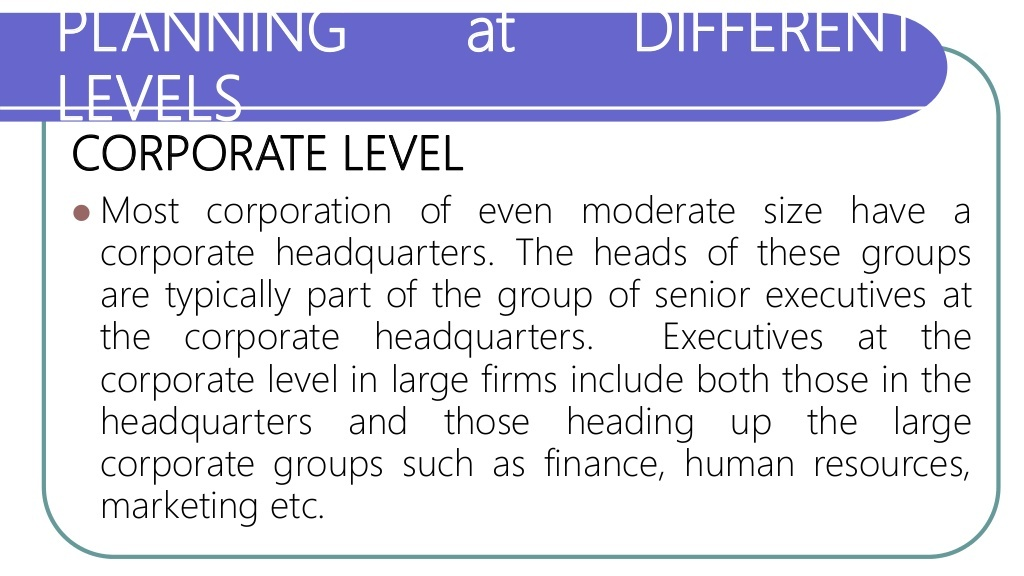 PLANNING at DIFFERENT
LEVELS
CORPORATE LEVEL
Most corporation of even moderate size have a
corporate headquarters. The heads of these groups
are typically part of the group of senior executives at
the corporate headquarters. Executives at the
corporate level in large firms include both those in the
headquarters and those heading up the large
corporate groups such as finance, human resources,
marketing etc.